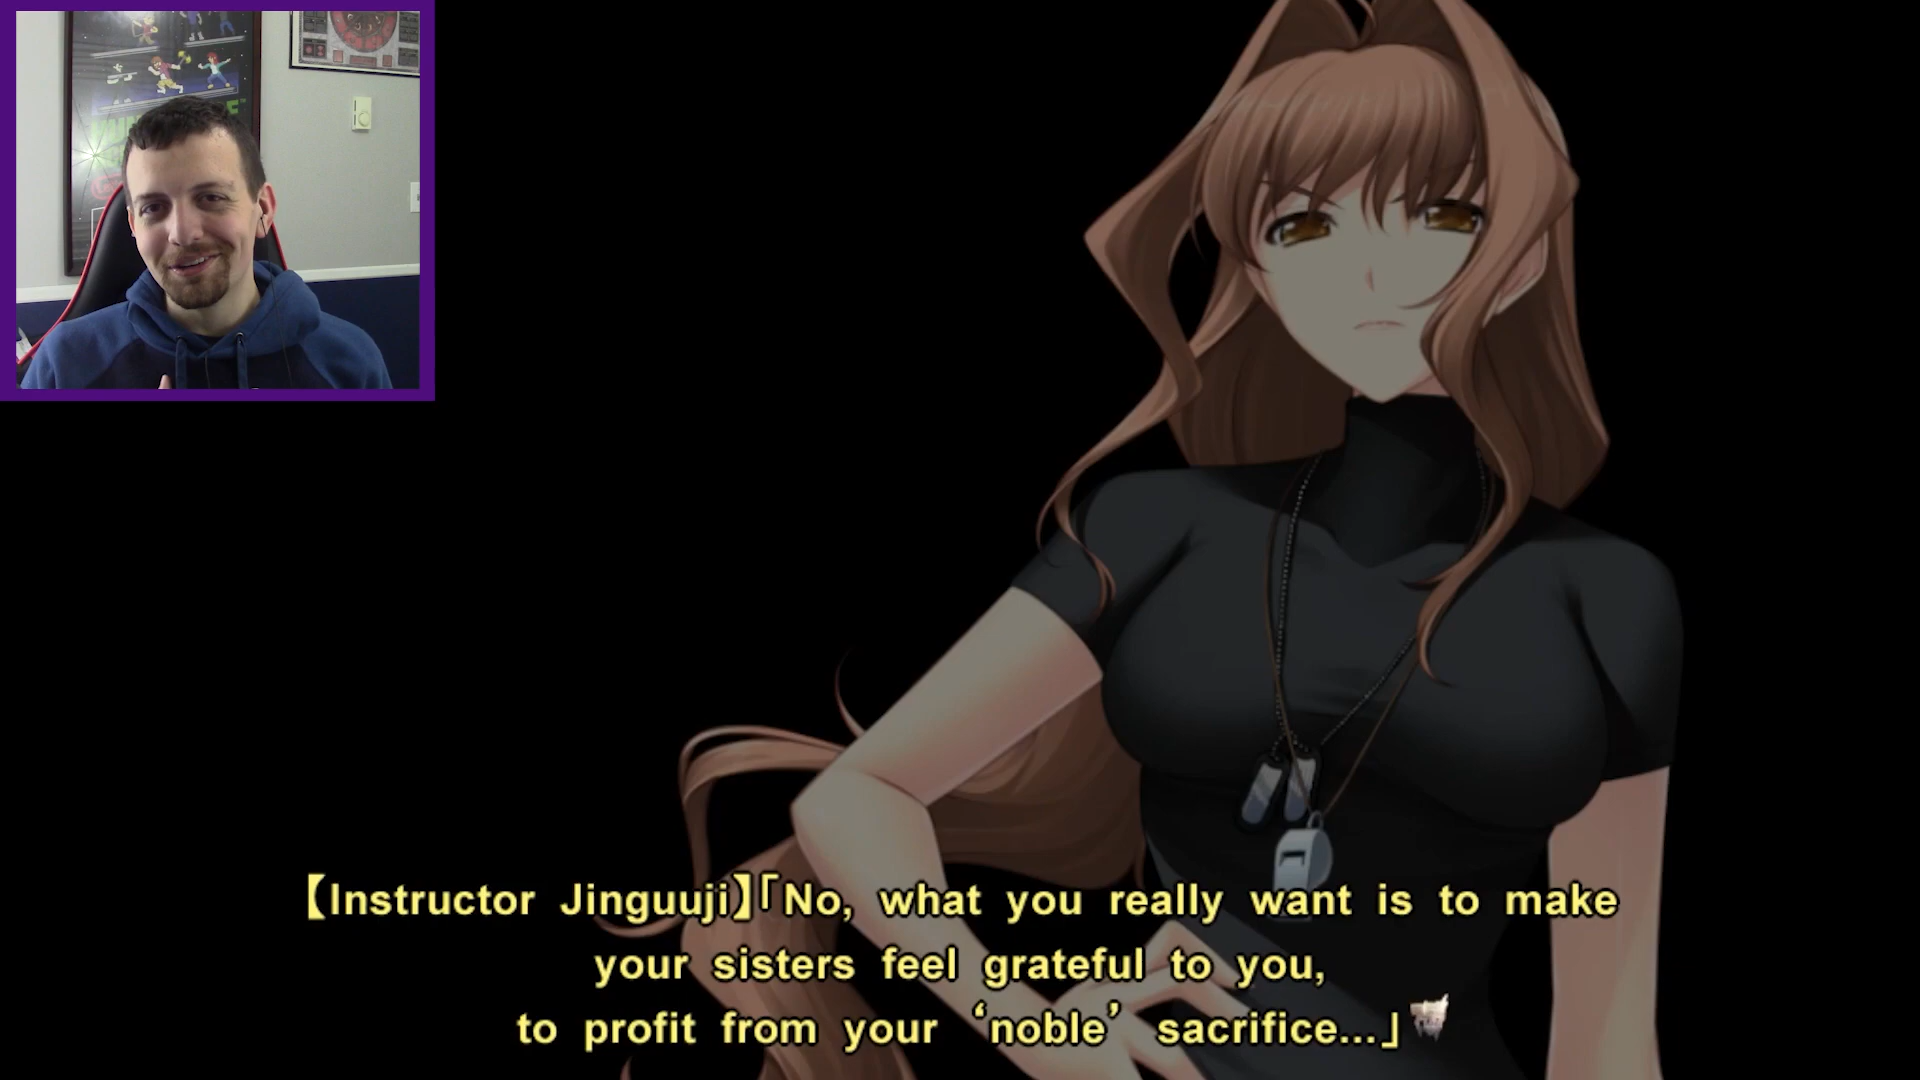 【Instructor Jinguuji】「No, what you really want is to make
your sisters feel grateful to you,
to profit from your ‘noble’ sacrifice...」